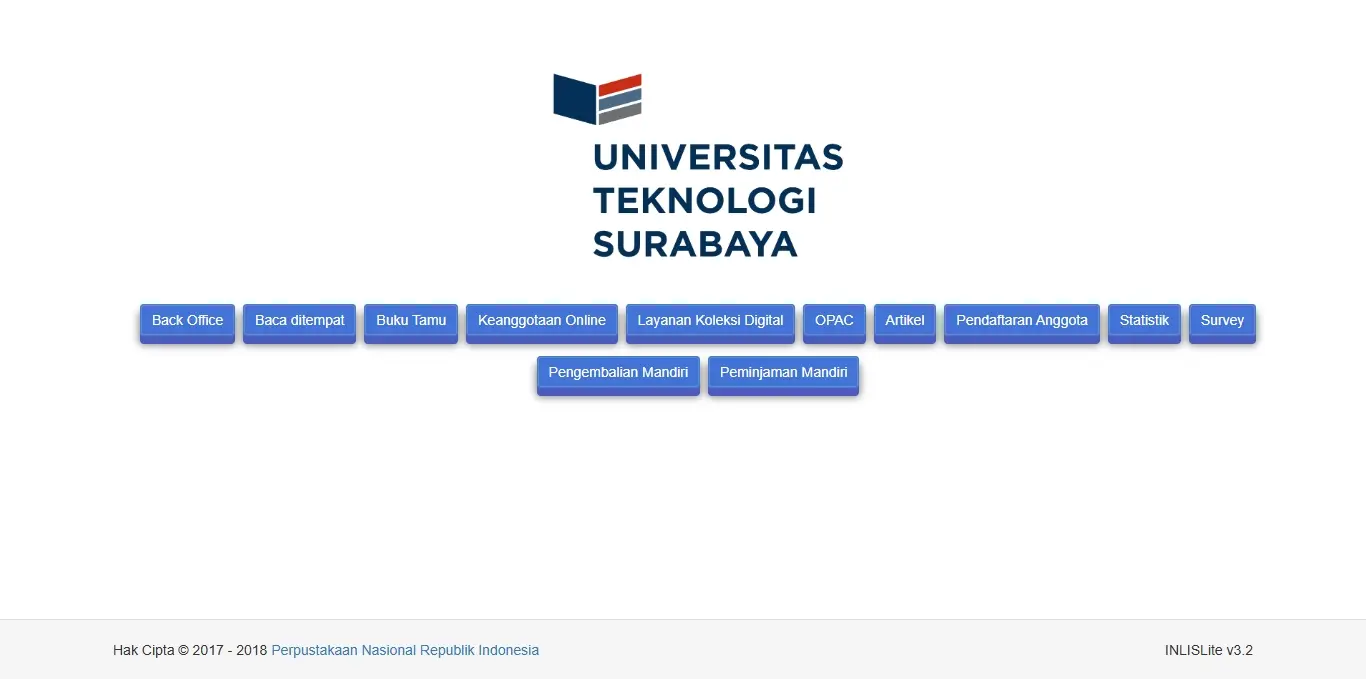 UNIVERSITAS
TEKNOLOGI
SURABAYA
Back Office Baca ditempat Buku Tamu Keanggotaan Online Layanan Koleksi Digital OPAC Artikel Pendaftaran Anggota Statistik Survey
Pengembalian Mandiri Peminjaman Mandiri
Hak Cipta © 2017 - 2018 Perpustakaan Nasional Republik Indonesia INLISLite v3.2